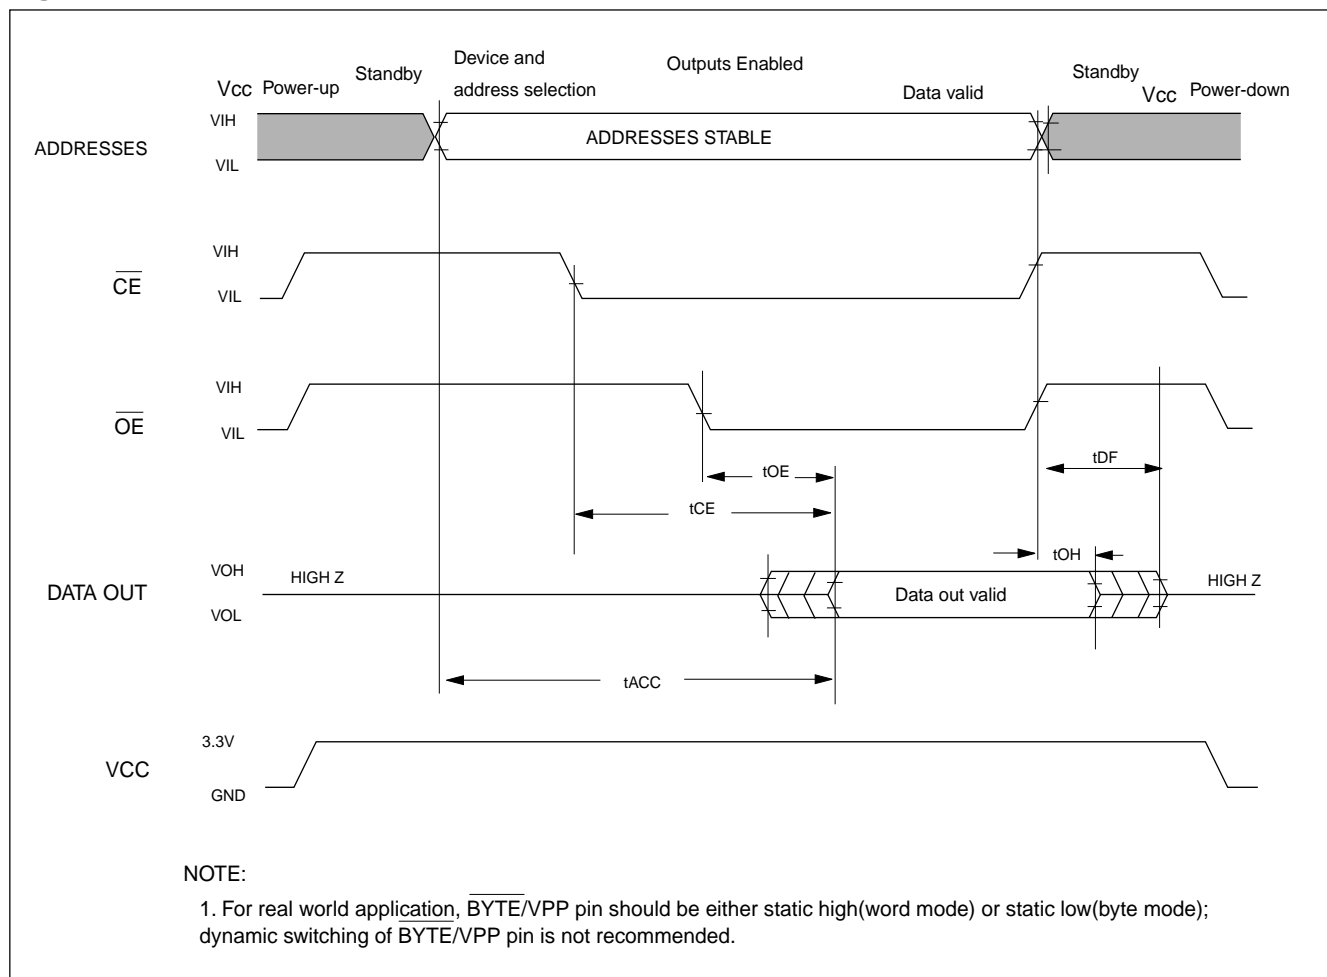 Device and
Outputs Enabled
Standby
Standby
Vcc Power-up
address selection
Data valid
Vcc Power-down
VIH
ADDRESSES
ADDRESSES STABLE
VIL
VIH
CE
VIL
VIH
OE
VIL
tOE
tDF
tCE
tOH
VOH
HIGH Z
HIGH Z
DATA OUT
Data out valid
VOL
tACC
3.3V
VCC
GND
NOTE:
1. For real world application, BYTE/VPP pin should be either static high(word mode) or static low(byte mode);
dynamic switching of BYTE/VPP pin is not recommended.